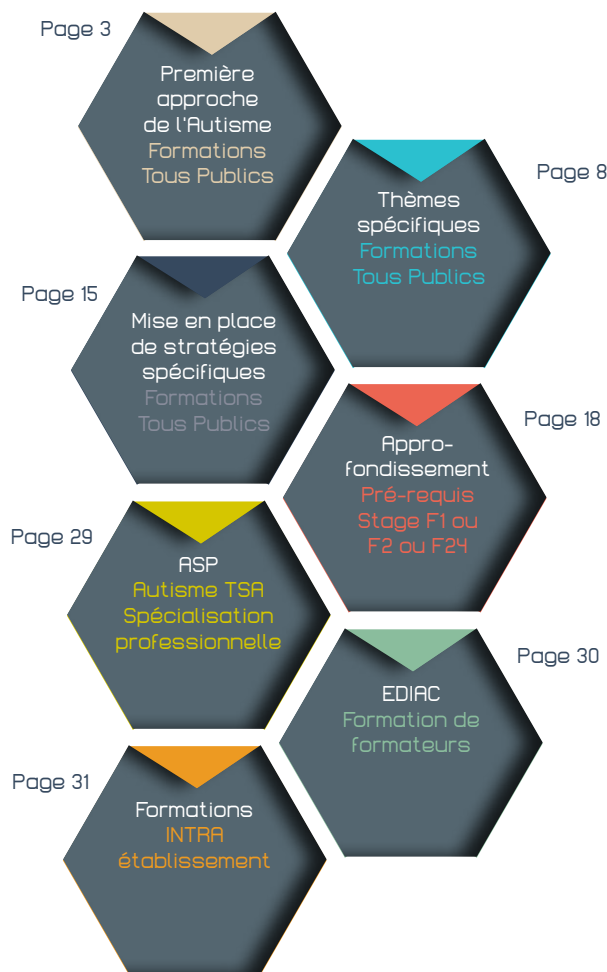 Page 3
Première
approche
de l'Autisme
Formations
Tous Publics
Page 8
Thèmes
spécifiques
Formations
Tous Publics
Page 15
Mise en place
de stratégies
spécifiques
Formations
Tous Publics
Page 18
Appro-
fondissement
Pré-requis
Stage F1 ou
F2 ou F24
Page 29
ASP
Autisme TSA
Spécialisation
professionnelle
Page 30
EDIAC
Formation de
formateurs
Page 31
Formations
INTRA
établissement